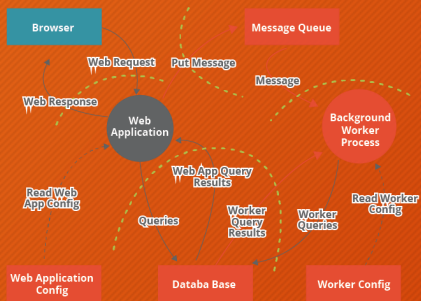 Browser
Message Queue
Web Request
Put Message
Message
Web Response
Web
Application
Background
Worker
Process
Web App Query
Results
Read Web
App Config
Read Worker
Config
Queries
Worker
Query
Results
Worker
Queries
Web Application
Config
Databa Base
Worker Config